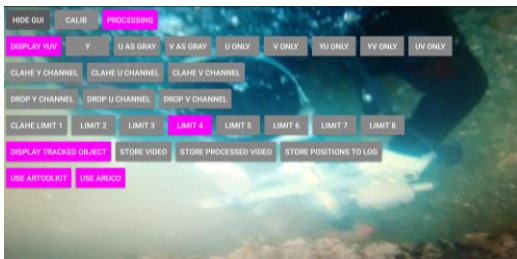 HIDE GUI CALIB PROCESSING
DISPLAY YUV Y U AS GRAY V AS GRAY U ONLY V ONLY YU ONLY YV ONLY UV ONLY
CLAHE Y CHANNEL CLAHE U CHANNEL CLAHE V CHANNEL
DROP Y CHANNEL DROP U CHANNEL DROP V CHANNEL
CLAHE LIMIT 1 LIMIT 2 LIMIT 3 LIMIT 4 LIMIT 5 LIMIT 6 LIMIT 7 LIMIT 8
DISPLAY TRACKED OBJECT STORE VIDEO STORE PROCESSED VIDEO STORE POSITIONS TO LOG
USE ARTOOLKIT USE ARUCO